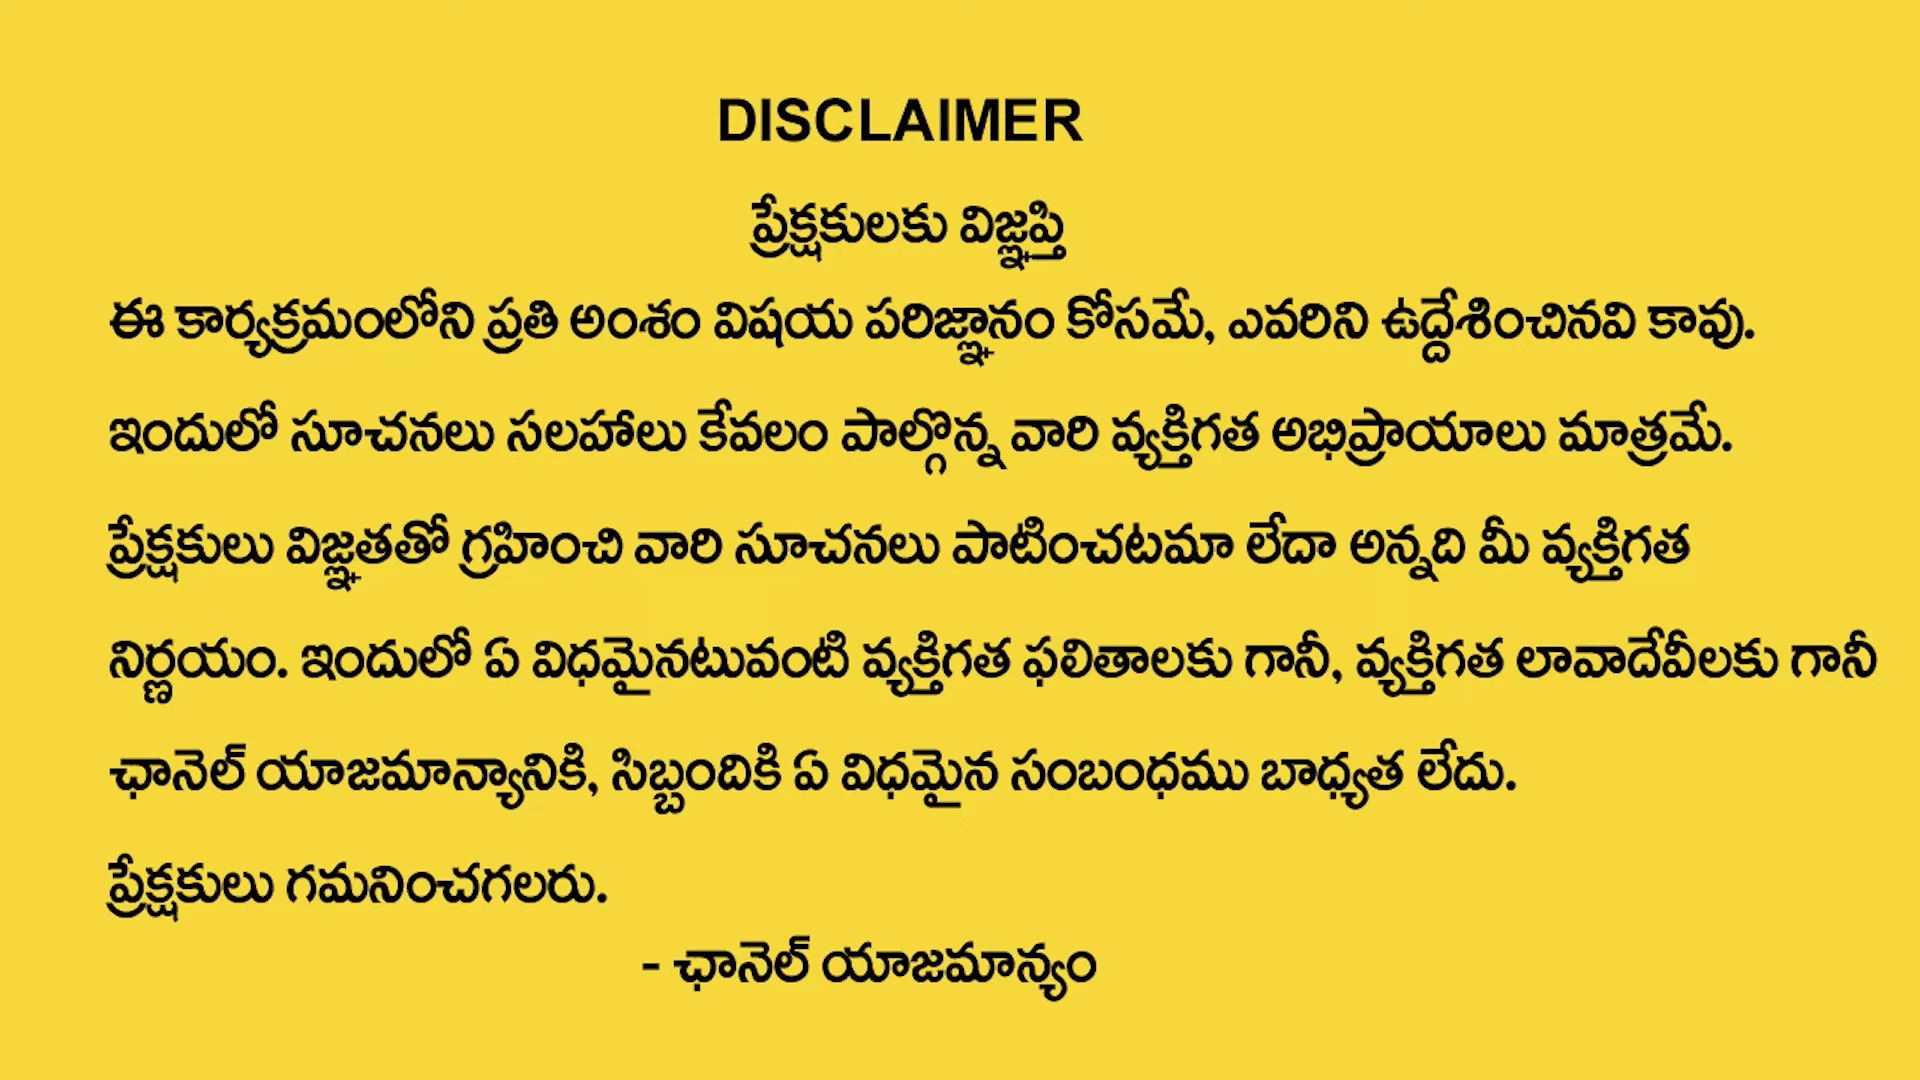 DISCLAIMER
ప్రేక్షకులకు విజ్ఞప్తి
ఈ కార్యక్రమంలోని ప్రతి అంశం విషయ పరిజ్ఞానం కోసమే, ఎవరిని ఉద్దేశించినవి కావు.
ఇందులో సూచనలు సలహాలు కేవలం పాల్గొన్న వారి వ్యక్తిగత అభిప్రాయాలు మాత్రమే.
ప్రేక్షకులు విజ్ఞతతో గ్రహించి వారి సూచనలు పాటించటమా లేదా అన్నది మీ వ్యక్తిగత
నిర్ణయం. ఇందులో ఏ విధమైనటువంటి వ్యక్తిగత ఫలితాలకు గానీ, వ్యక్తిగత లావాదేవీలకు గానీ
ఛానెల్ యాజమాన్యానికి, సిబ్బందికి ఏ విధమైన సంబంధము బాధ్యత లేదు.
ప్రేక్షకులు గమనించగలరు.
- ఛానెల్ యాజమాన్యం